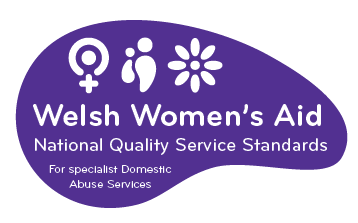 Welsh Women's Aid
National Quality Service Standards
For specialist Domestic
Abuse Services